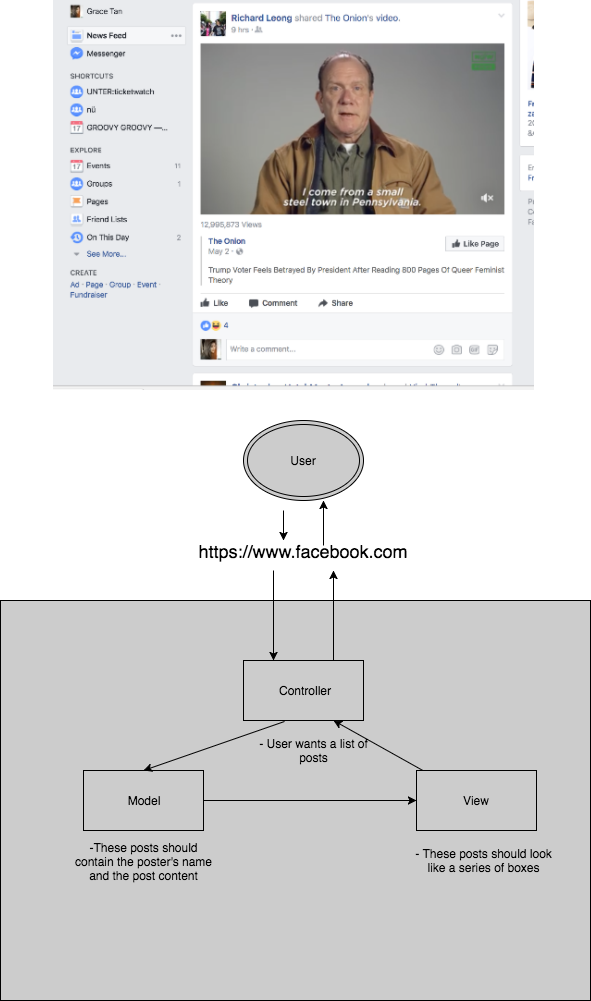 Grace Tan
News Feed
Messenger
SHORTCUTS
UNTER:ticketwatch
nü
17 GROOVY GROOVY —...
EXPLORE
17 Events 11
Groups 1
Pages
Friend Lists
On This Day 2
See More...
CREATE
Ad · Page · Group · Event ·
Fundraiser
Richard Leong shared The Onion's video.
9 hrs ·
I come from a small
steel town in Pennsylvania.
12,995,673 Views
The Onion
May 2 ·
Like Page
Trump Voter Feels Betrayed By President After Reading 800 Pages Of Queer Feminist
Theory
Like Comment Share
4
Write a comment...
User
https://www.facebook.com
Controller
- User wants a list of
posts
Model
View
-These posts should
contain the poster's name
and the post content
- These posts should look
like a series of boxes